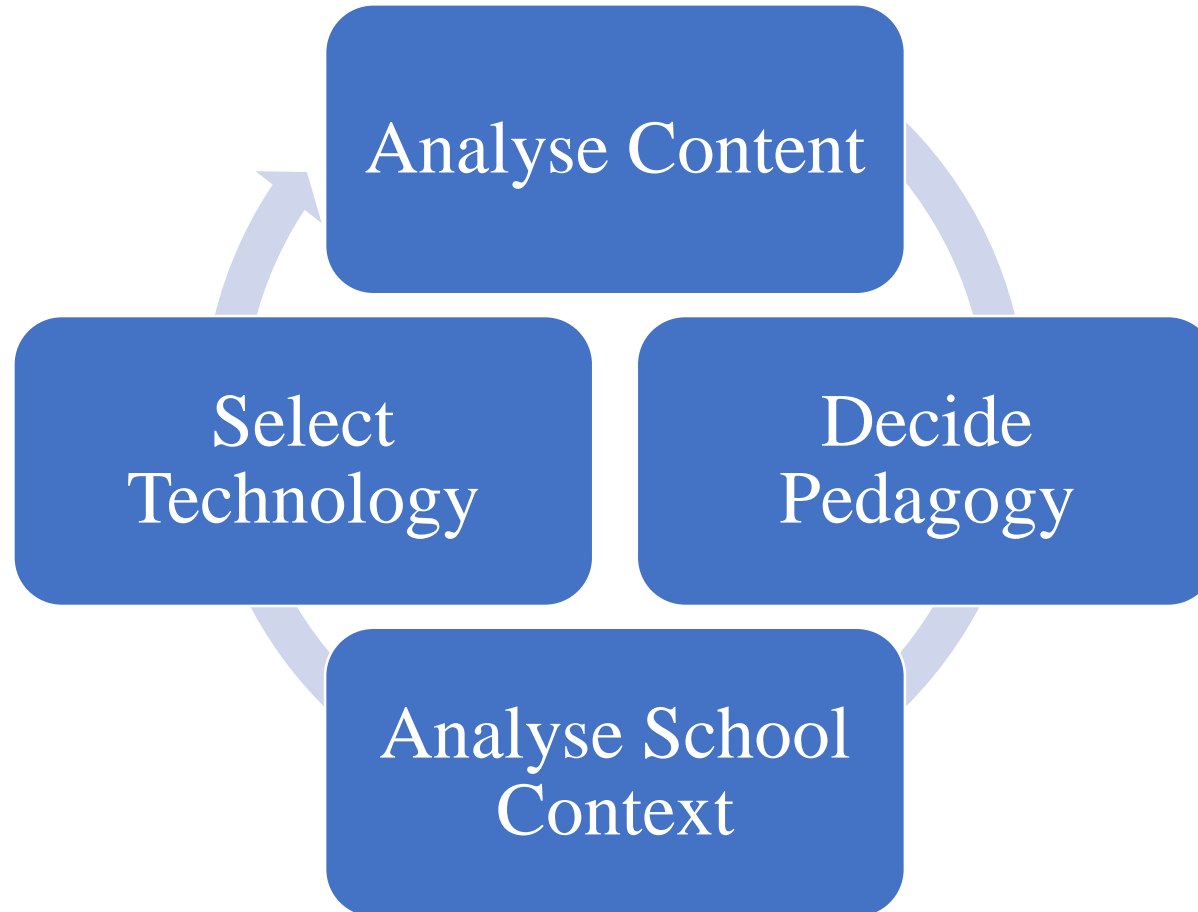 Analyse Content
Decide
Pedagogy
Analyse School
Context
Select
Technology